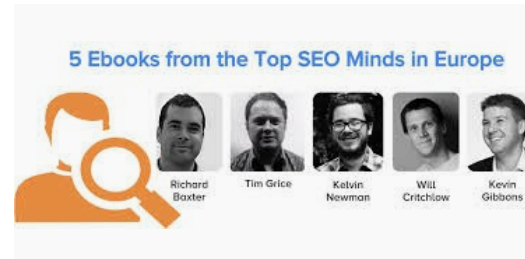 5 Ebooks from the Top SEO Minds in Europe
Richard
Baxter
Tim Grice
Kelvin
Newman
Will
Critchlow
Kevin
Gibbons